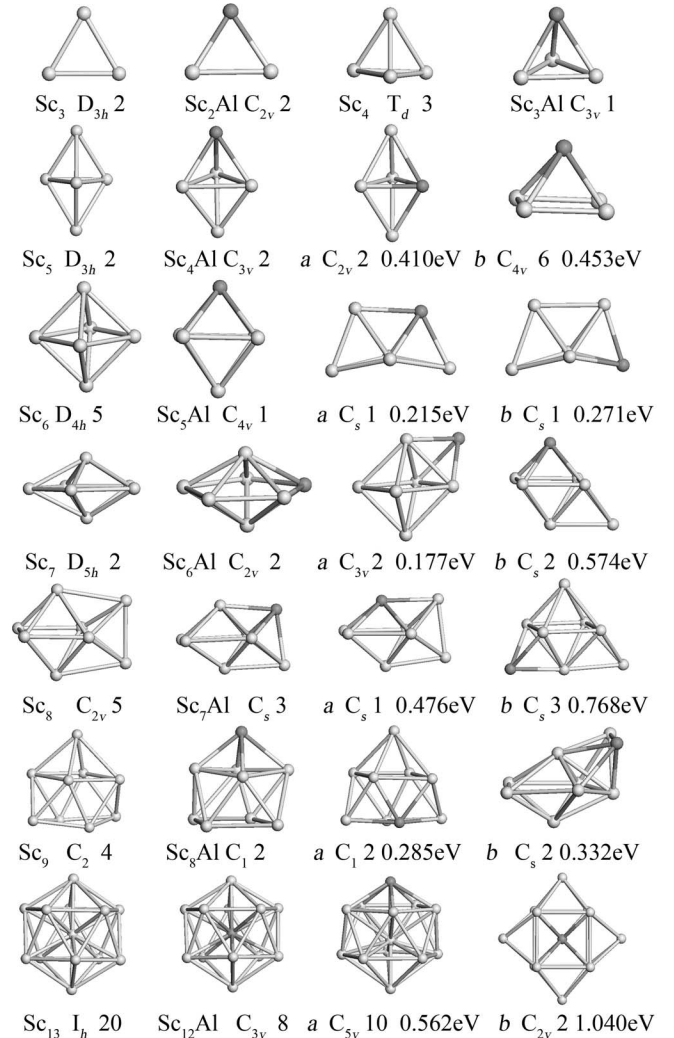 Sc3 D3h 2 Sc2Al C2v 2 Sc4 Td 3 Sc3Al C3v 1
Sc5 D3h 2 Sc4Al C3v 2 a C2v 2 0.410eV b C4v 6 0.453eV
Sc6 D4h 5 Sc5Al C4v 1 a Cs 1 0.215eV b Cs 1 0.271eV
Sc7 D5h 2 Sc6Al C2v 2 a C3v 2 0.177eV b Cs 2 0.574eV
Sc8 C2v 5 Sc7Al Cs 3 a Cs 1 0.476eV b Cs 3 0.768eV
Sc9 C2 4 Sc8Al C1 2 a C1 2 0.285eV b Cs 2 0.332eV
Sc13 Ih 20 Sc12Al C3v 8 a C5v 10 0.562eV b C2v 2 1.040eV